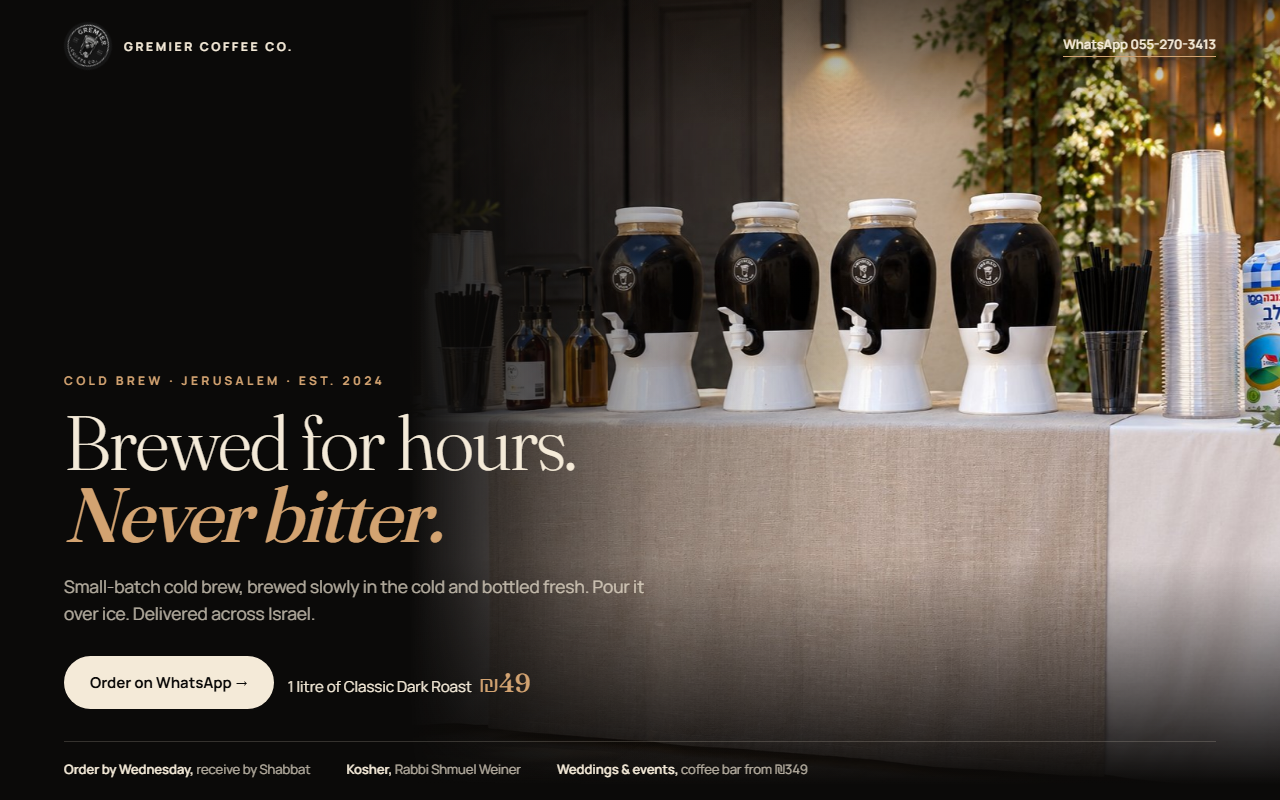 GREMIER COFFEE CO.
WhatsApp 055-270-3413
COLD BREW · JERUSALEM · EST. 2024
Brewed for hours.
Never bitter.
Small-batch cold brew, brewed slowly in the cold and bottled fresh. Pour it
over ice. Delivered across Israel.
Order on WhatsApp →
1 litre of Classic Dark Roast ₪49
Order by Wednesday, receive by Shabbat
Kosher, Rabbi Shmuel Weiner
Weddings & events, coffee bar from ₪349